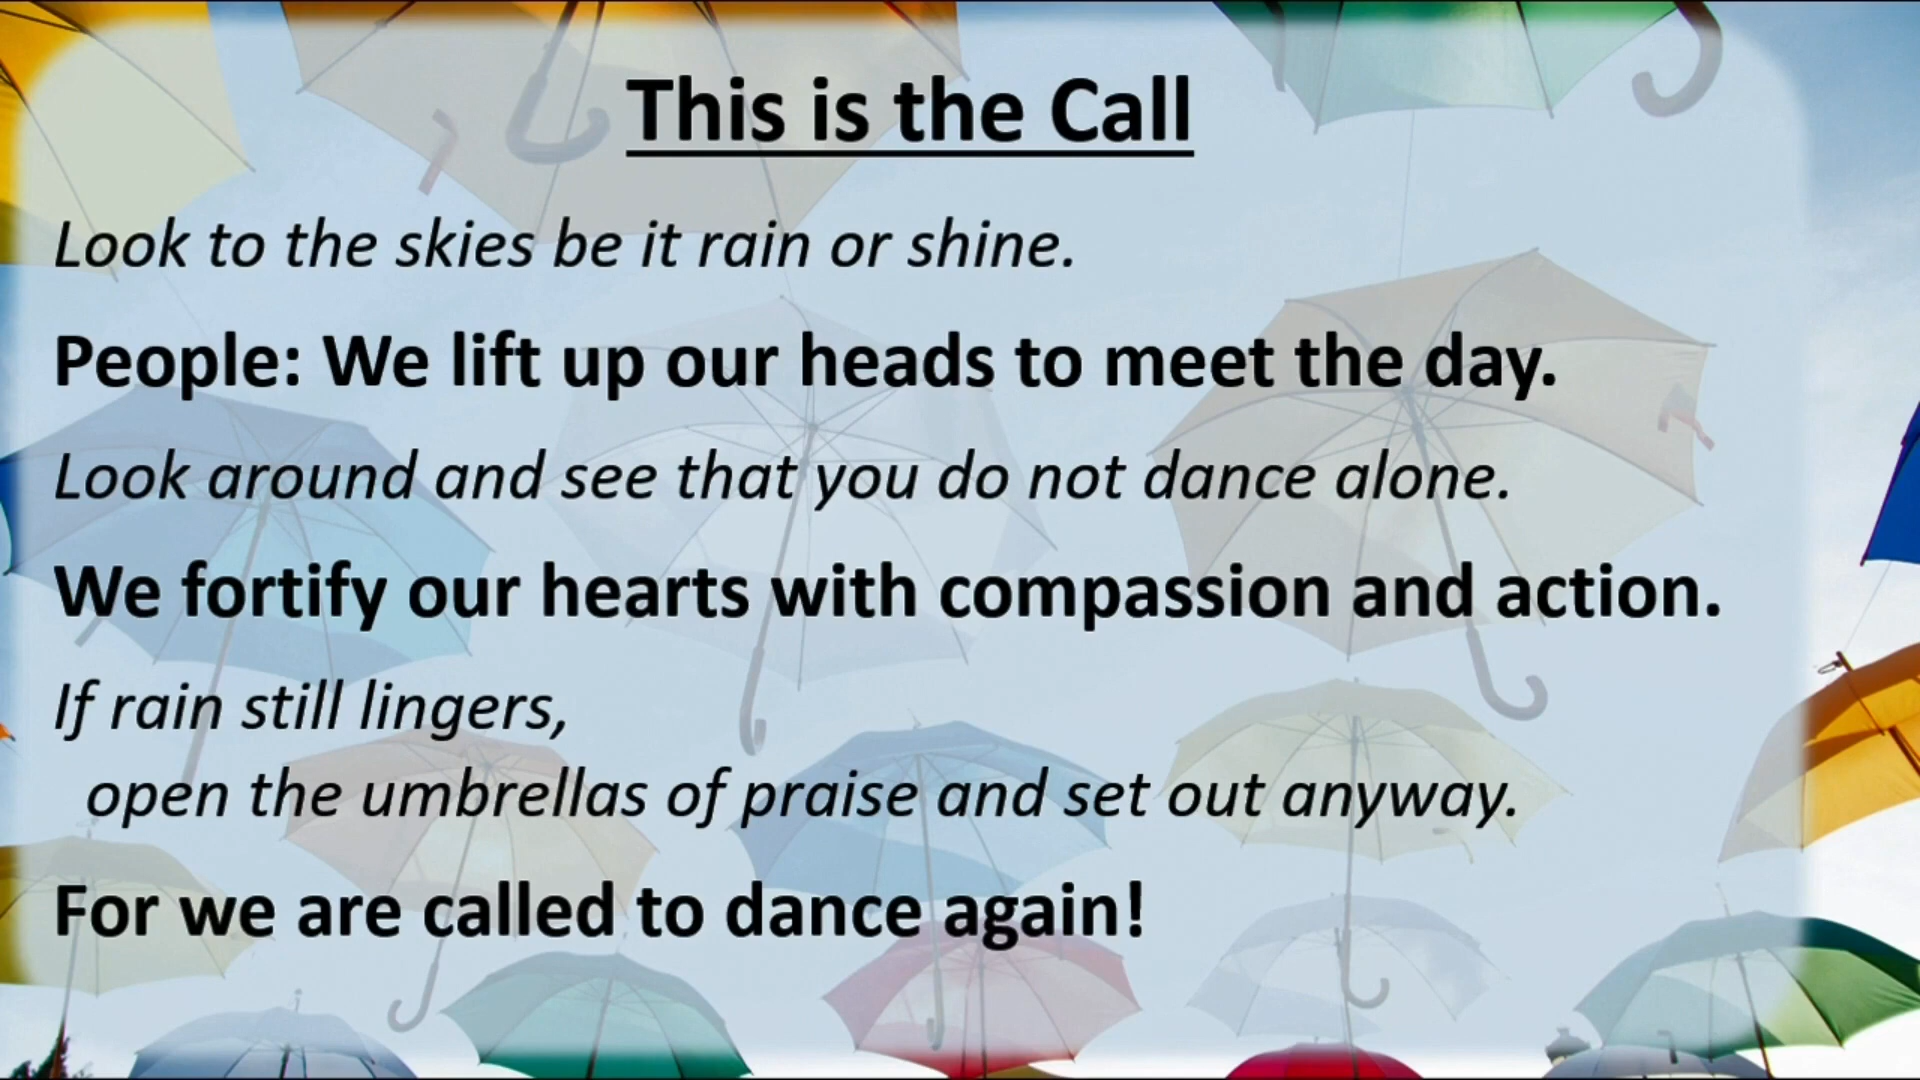 This is the Call
Look to the skies be it rain or shine.
People: We lift up our heads to meet the day.
Look around and see that you do not dance alone.
We fortify our hearts with compassion and action.
If rain still lingers,
open the umbrellas of praise and set out anyway.
For we are called to dance again!